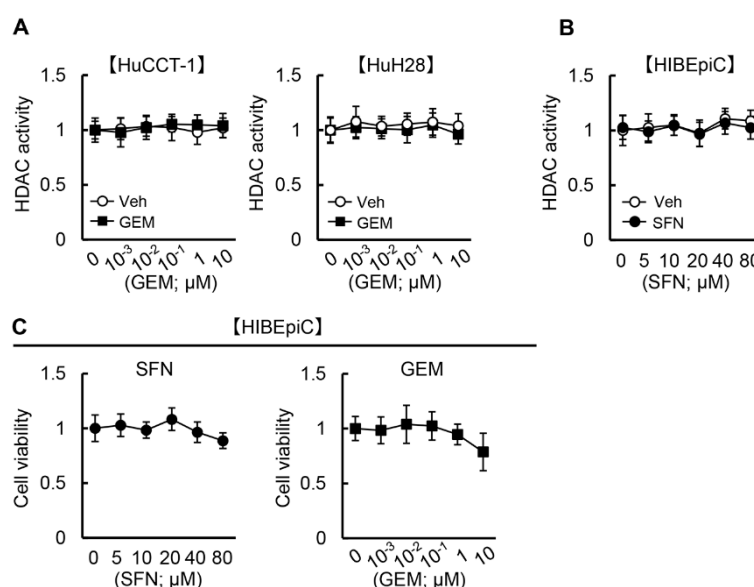 A
B
【HuCCT-1】
【HuH28】
【HIBEpiC】
1.5
1
0.5
0
HDAC activity
Veh
GEM
0 10⁻³ 10⁻² 10⁻¹ 1 10
(GEM; µM)
1.5
1
0.5
0
HDAC activity
Veh
GEM
0 10⁻³ 10⁻² 10⁻¹ 1 10
(GEM; µM)
1.5
1
0.5
0
HDAC activity
Veh
SFN
0 5 10 20 40 80
(SFN; µM)
C
【HIBEpiC】
SFN
1.5
1
0.5
0
Cell viability
0 5 10 20 40 80
(SFN; µM)
GEM
1.5
1
0.5
0
Cell viability
0 10⁻³ 10⁻² 10⁻¹ 1 10
(GEM; µM)